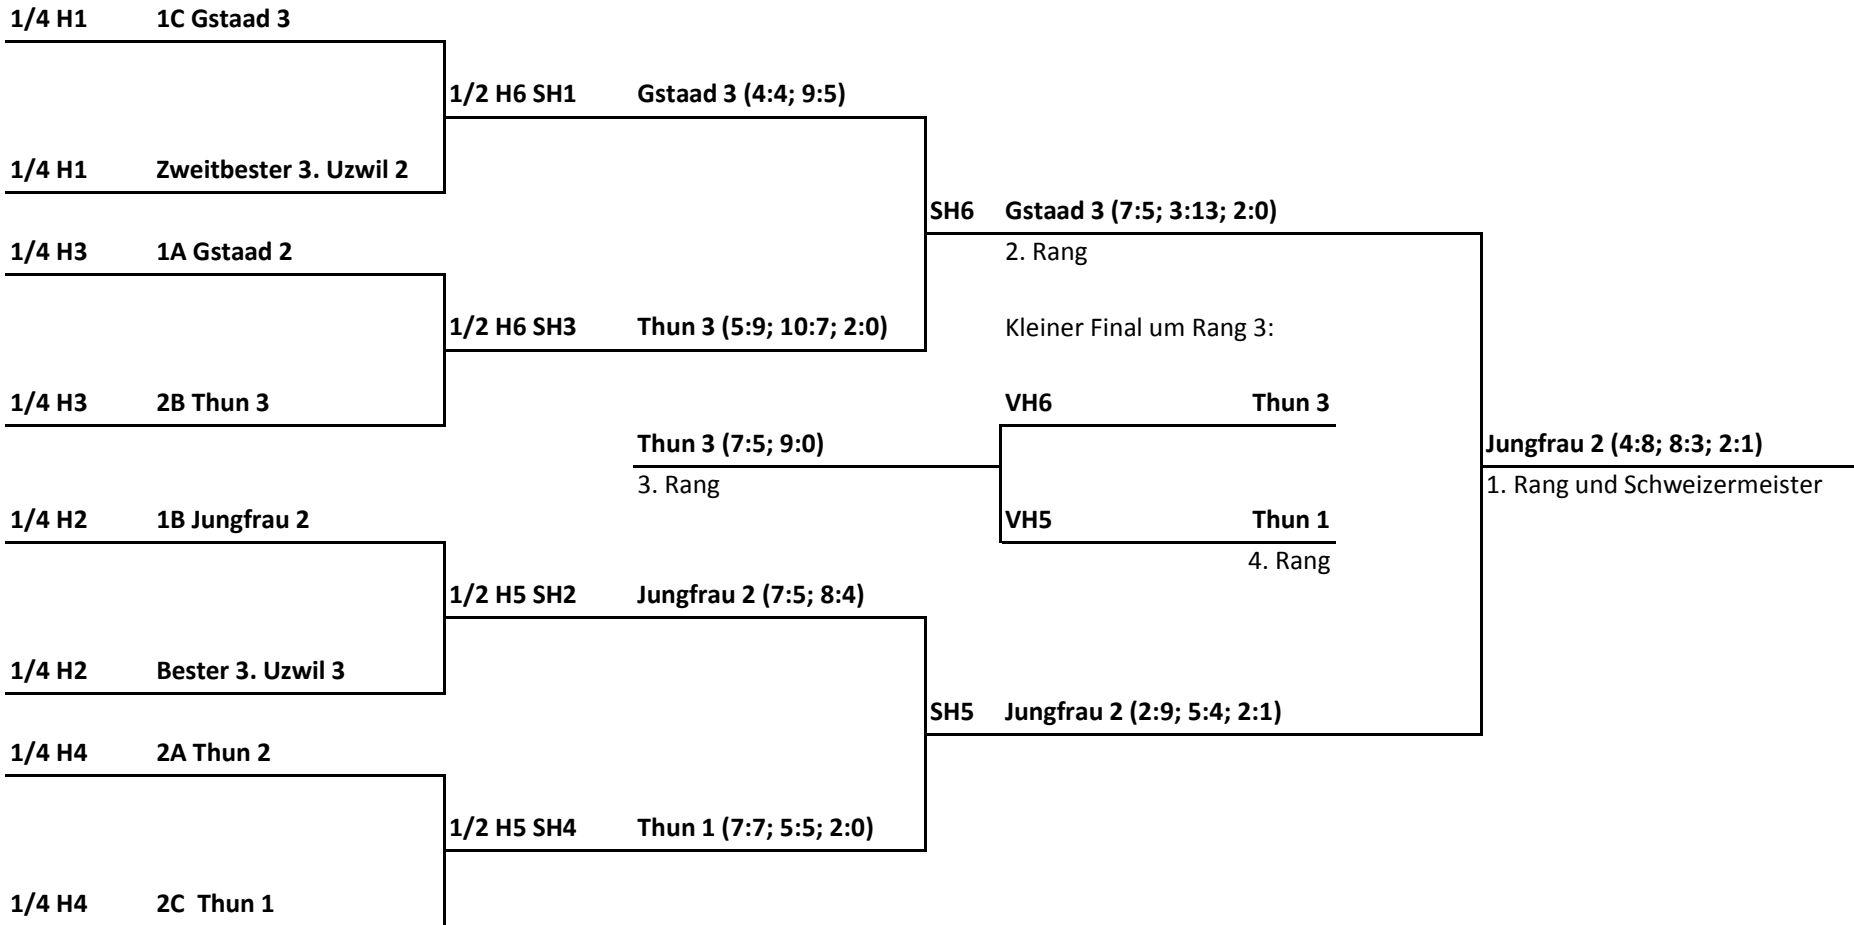 1/4 H1 1C Gstaad 3
1/2 H6 SH1 Gstaad 3 (4:4; 9:5)
1/4 H1 Zweitbester 3. Uzwil 2
SH6 Gstaad 3 (7:5; 3:13; 2:0)
1/4 H3 1A Gstaad 2
2. Rang
1/2 H6 SH3 Thun 3 (5:9; 10:7; 2:0)
Kleiner Final um Rang 3:
1/4 H3 2B Thun 3
VH6 Thun 3
Thun 3 (7:5; 9:0)
Jungfrau 2 (4:8; 8:3; 2:1)
3. Rang
1. Rang und Schweizermeister
1/4 H2 1B Jungfrau 2
VH5 Thun 1
4. Rang
1/2 H5 SH2 Jungfrau 2 (7:5; 8:4)
1/4 H2 Bester 3. Uzwil 3
SH5 Jungfrau 2 (2:9; 5:4; 2:1)
1/4 H4 2A Thun 2
1/2 H5 SH4 Thun 1 (7:7; 5:5; 2:0)
1/4 H4 2C  Thun 1